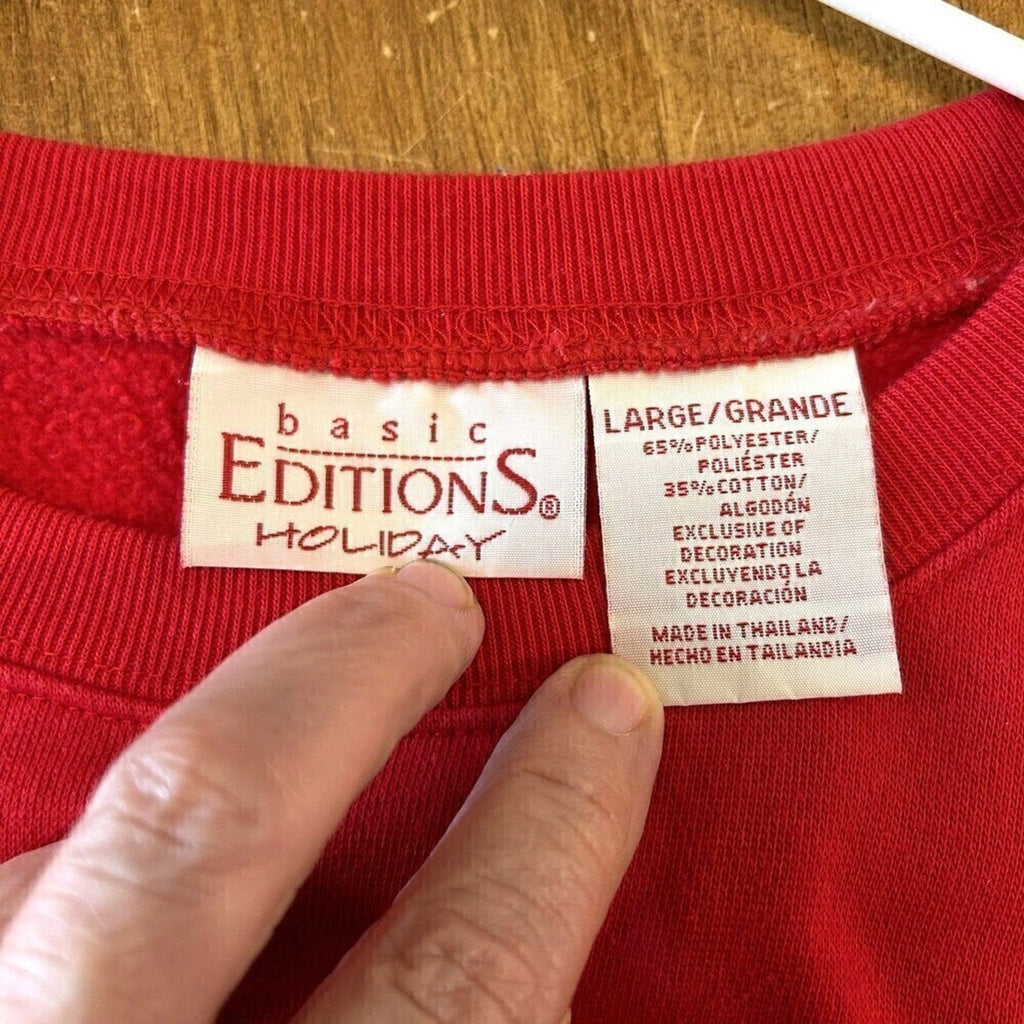 basic
EDITIONS®
HOLIDAY
LARGE/GRANDE
65%POLYESTER/
POLIÉSTER
35%COTTON/
ALGODÓN
EXCLUSIVE OF
DECORATION
EXCLUYENDO LA
DECORACIÓN
MADE IN THAILAND/
HECHO EN TAILANDIA